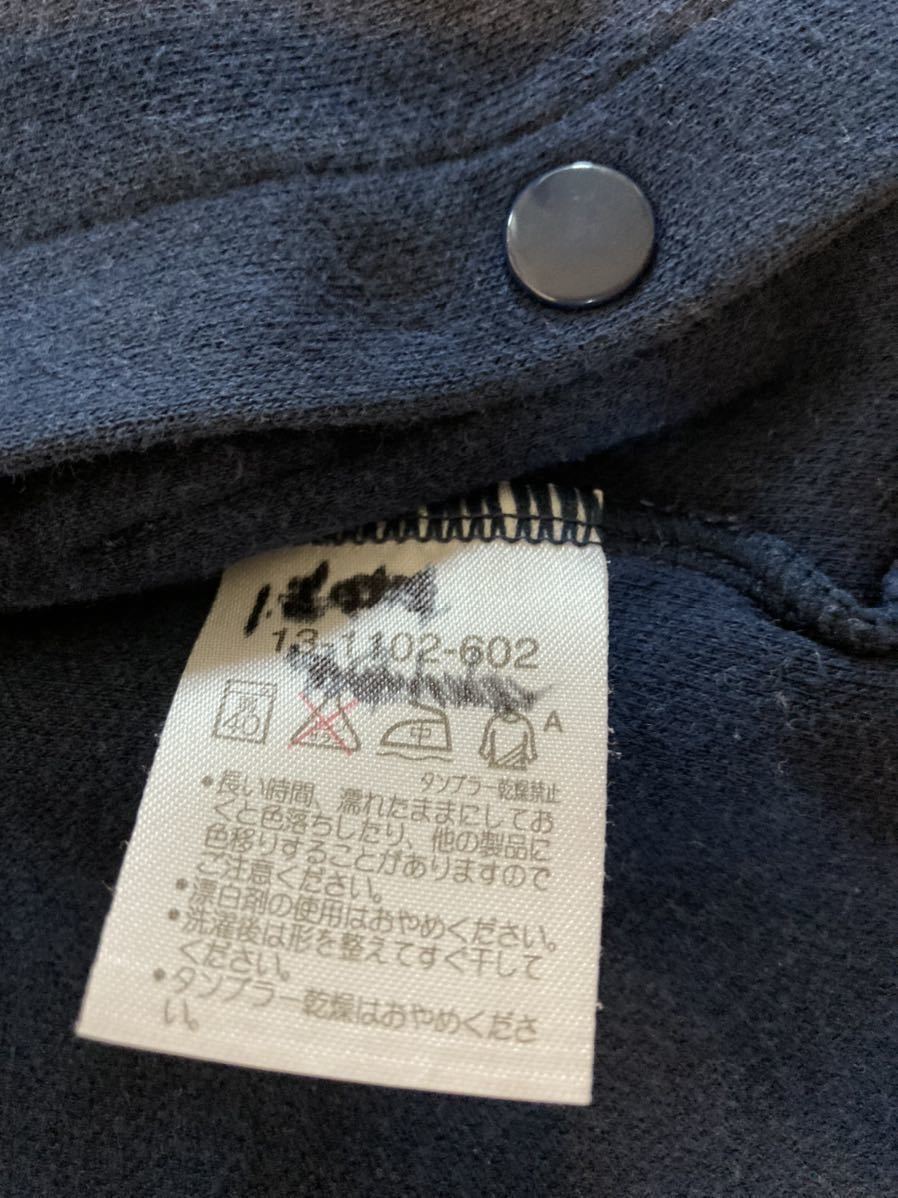 13-1102-602
40
中
A
タンブラー乾燥禁止
•長い時間、濡れたままにしてお
くと色落ちしたり、他の製品に
色移りすることがありますので
ご注意ください。
•漂白剤の使用はおやめください。
•洗濯後は形を整えてすぐ干して
ください。
•タンブラー乾燥はおやめくださ
い。